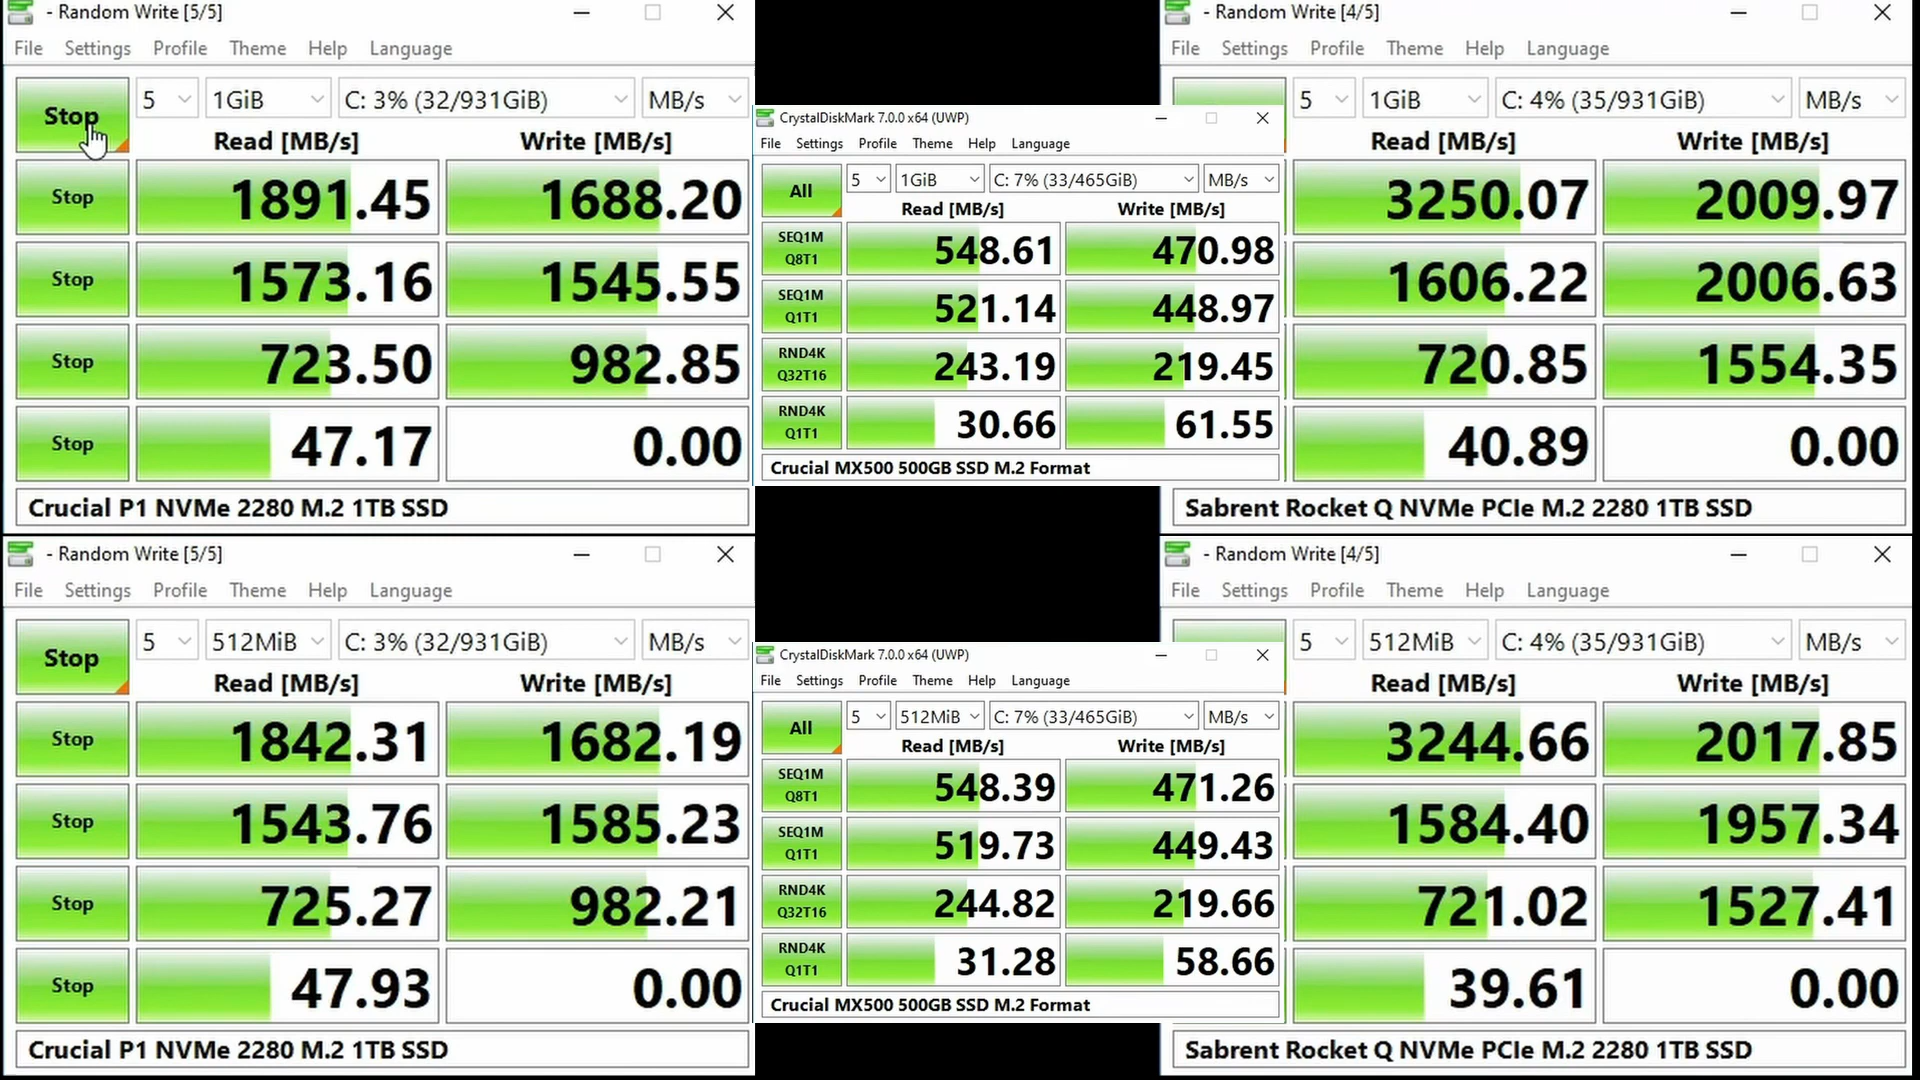 - Random Write [5/5]
File Settings Profile Theme Help Language
Stop 5 1GiB C: 3% (32/931GiB) MB/s
Read [MB/s] Write [MB/s]
Stop 1891.45 1688.20
Stop 1573.16 1545.55
Stop 723.50 982.85
Stop 47.17 0.00
Crucial P1 NVMe 2280 M.2 1TB SSD
CrystalDiskMark 7.0.0 x64 (UWP)
File Settings Profile Theme Help Language
All 5 1GiB C: 7% (33/465GiB) MB/s
Read [MB/s] Write [MB/s]
SEQ1M
Q8T1 548.61 470.98
SEQ1M
Q1T1 521.14 448.97
RND4K
Q32T16 243.19 219.45
RND4K
Q1T1 30.66 61.55
Crucial MX500 500GB SSD M.2 Format
- Random Write [4/5]
File Settings Profile Theme Help Language
5 1GiB C: 4% (35/931GiB) MB/s
Read [MB/s] Write [MB/s]
3250.07 2009.97
1606.22 2006.63
720.85 1554.35
40.89 0.00
Sabrent Rocket Q NVMe PCIe M.2 2280 1TB SSD
- Random Write [5/5]
File Settings Profile Theme Help Language
Stop 5 512MiB C: 3% (32/931GiB) MB/s
Read [MB/s] Write [MB/s]
Stop 1842.31 1682.19
Stop 1543.76 1585.23
Stop 725.27 982.21
Stop 47.93 0.00
Crucial P1 NVMe 2280 M.2 1TB SSD
CrystalDiskMark 7.0.0 x64 (UWP)
File Settings Profile Theme Help Language
All 5 512MiB C: 7% (33/465GiB) MB/s
Read [MB/s] Write [MB/s]
SEQ1M
Q8T1 548.39 471.26
SEQ1M
Q1T1 519.73 449.43
RND4K
Q32T16 244.82 219.66
RND4K
Q1T1 31.28 58.66
Crucial MX500 500GB SSD M.2 Format
- Random Write [4/5]
File Settings Profile Theme Help Language
5 512MiB C: 4% (35/931GiB) MB/s
Read [MB/s] Write [MB/s]
3244.66 2017.85
1584.40 1957.34
721.02 1527.41
39.61 0.00
Sabrent Rocket Q NVMe PCIe M.2 2280 1TB SSD